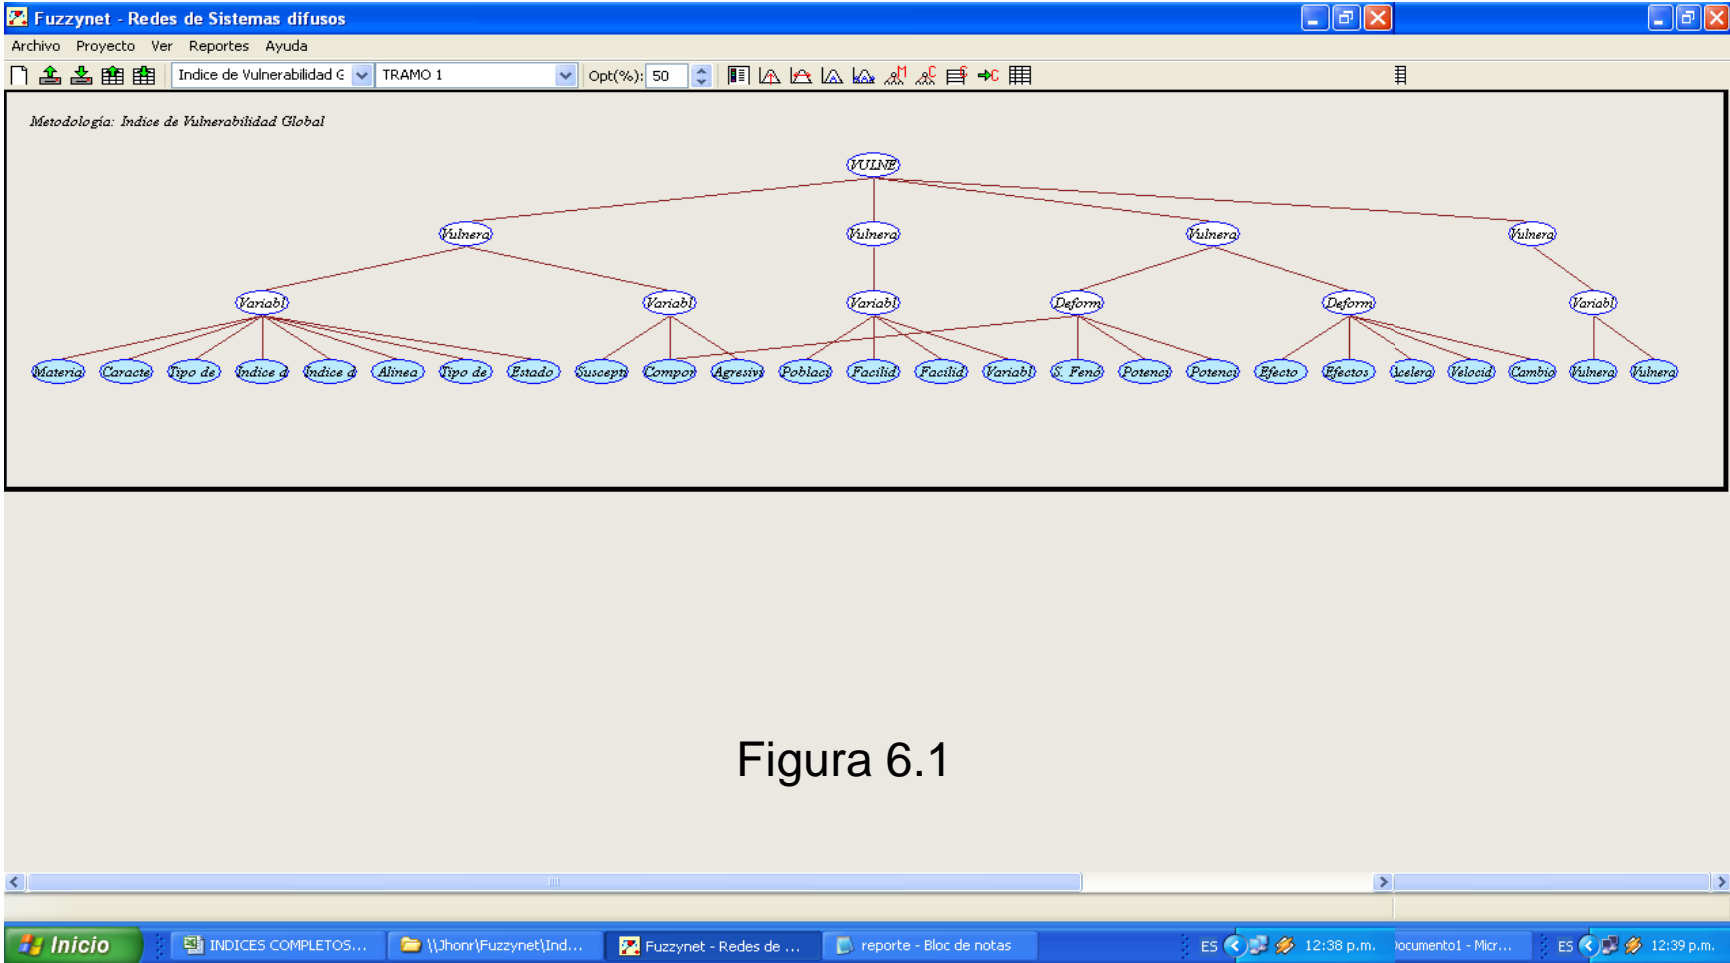 Fuzzynet - Redes de Sistemas difusos
Archivo Proyecto Ver Reportes Ayuda
Indice de Vulnerabilidad G TRAMO 1 Opt(%): 50
Metodología: Indice de Vulnerabilidad Global
VULNE
Vulnera Vulnera Vulnera Vulnera
Variabl Variabl Variabl Deform Deform Variabl
Materia Caracte Tipo de Indice d Indice d Alinea Tipo de Estado Suscepti Compor Agresivi Poblaci Facilid Facilid Variabl S. Fenó Potenci Potenci Efecto Efectos Acelera Velocid Cambio Vulnera Vulnera
Figura 6.1
Inicio INDICES COMPLETOS... \\Jhonr\Fuzzynet\Ind... Fuzzynet - Redes de ... reporte - Bloc de notas ES 12:38 p.m. Documento1 - Micr... ES 12:39 p.m.